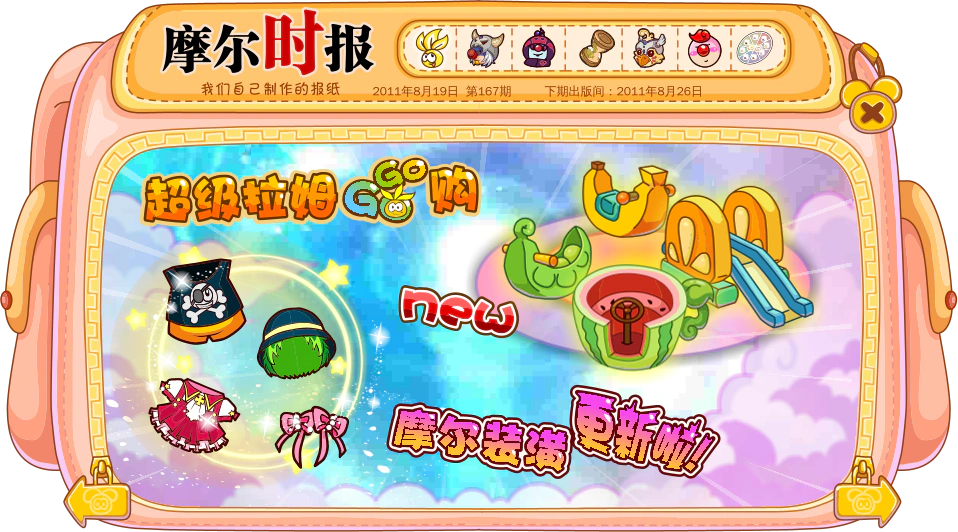 摩尔时报
我们自己制作的报纸
2011年8月19日 第167期 下期出版间：2011年8月26日
超级拉姆GOGO购
new
摩尔装潢更新啦!